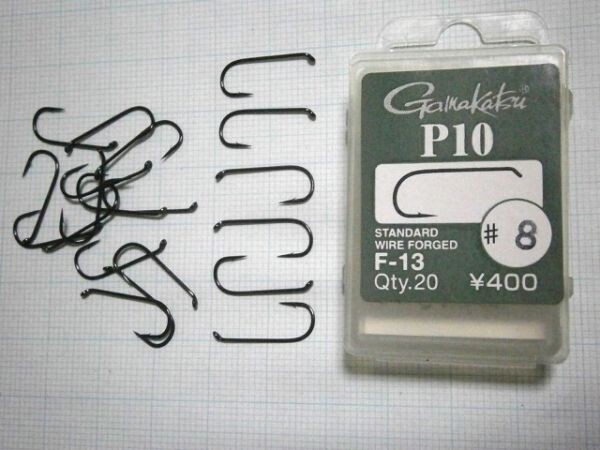 Gamakatsu
P10
STANDARD
WIRE FORGED
# 8
F-13
Qty.20 ¥400